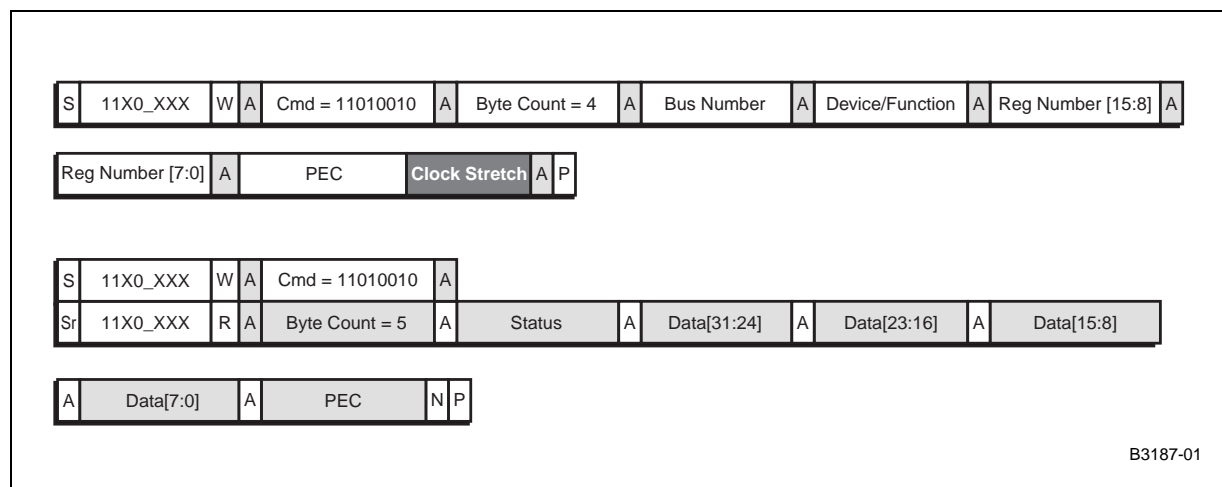 S 11X0_XXX W A Cmd = 11010010 A Byte Count = 4 A Bus Number A Device/Function A Reg Number [15:8] A
Reg Number [7:0] A PEC Clock Stretch A P
S 11X0_XXX W A Cmd = 11010010 A
Sr 11X0_XXX R A Byte Count = 5 A Status A Data[31:24] A Data[23:16] A Data[15:8]
A Data[7:0] A PEC N P
B3187-01